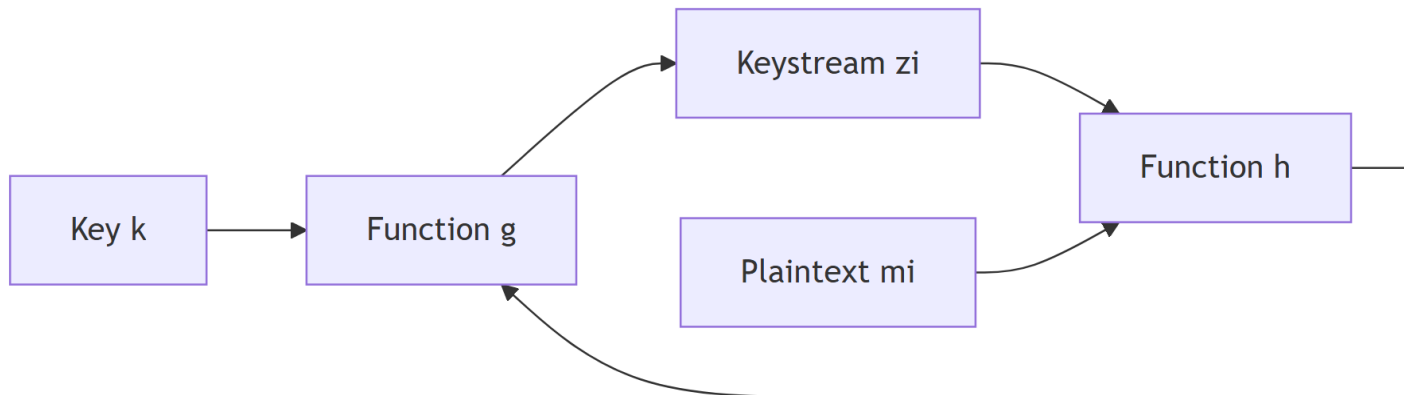 Keystream zi
Function h
Key k
Function g
Plaintext mi